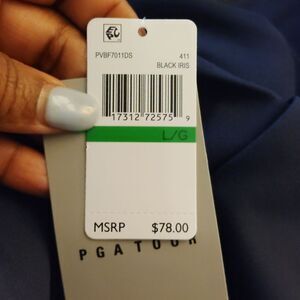 PVBF7011DS 411
BLACK IRIS
17312 72575 9
L/G
MSRP $78.00
PGATOUR